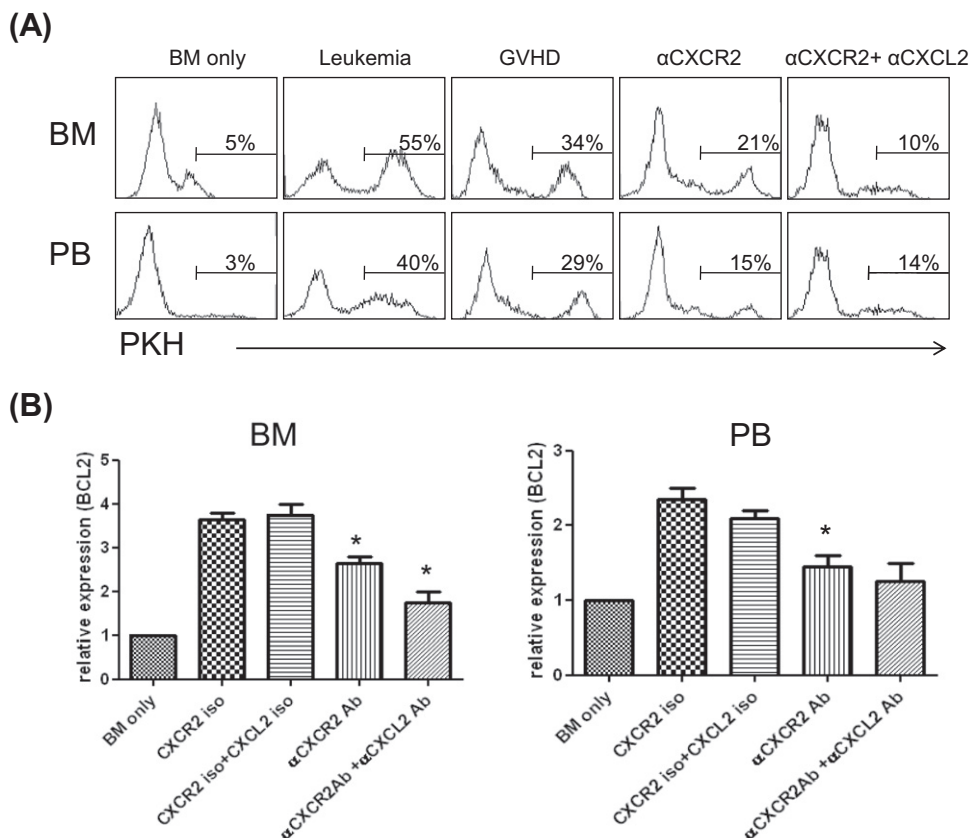 (A)
BM only Leukemia GVHD αCXCR2 αCXCR2+ αCXCL2
BM 5% 55% 34% 21% 10%
PB 3% 40% 29% 15% 14%
PKH
(B)
BM
relative expression (BCL2)
5
4
3
2
1
0
* *
BM only
CXCR2 iso
CXCR2 iso+CXCL2 iso
αCXCR2 Ab
αCXCR2Ab +αCXCL2 Ab
PB
relative expression (BCL2)
3
2
1
0
*
BM only
CXCR2 iso
CXCR2 iso+CXCL2 iso
αCXCR2 Ab
αCXCR2Ab +αCXCL2 Ab